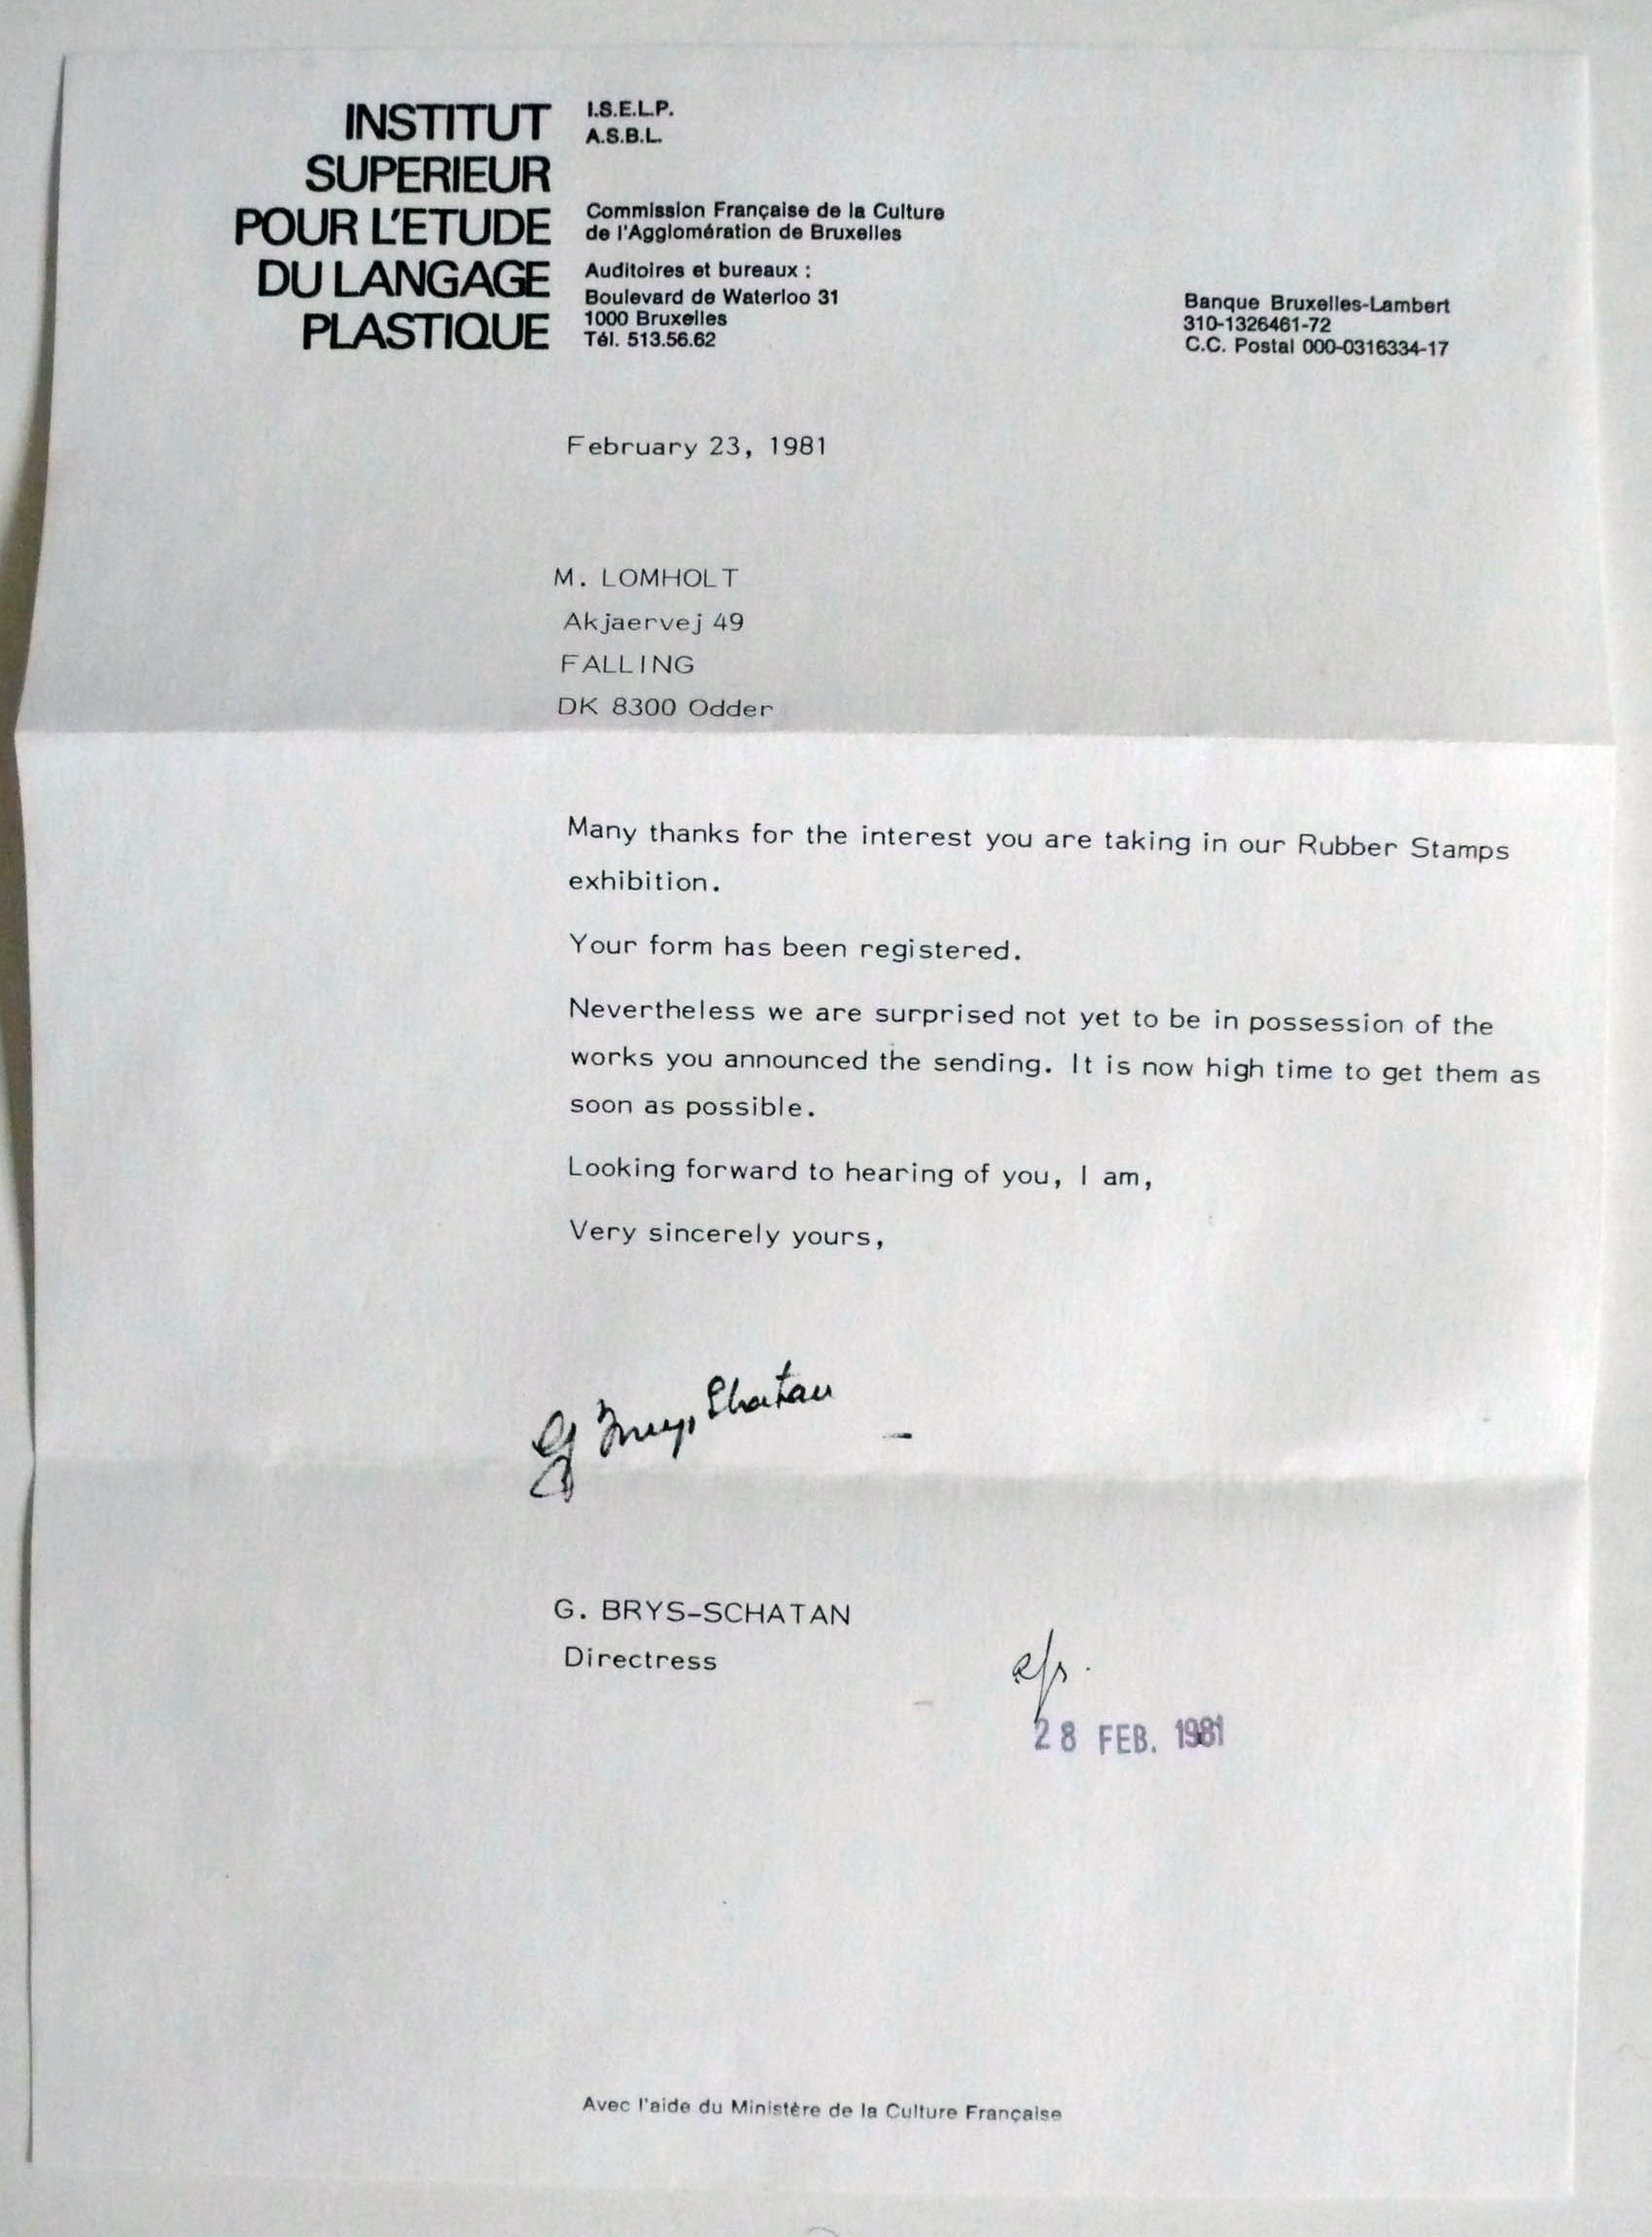 INSTITUT
SUPERIEUR
POUR L'ETUDE
DU LANGAGE
PLASTIQUE
I.S.E.L.P.
A.S.B.L.
Commission Française de la Culture
de l'Agglomération de Bruxelles
Auditoires et bureaux :
Boulevard de Waterloo 31
1000 Bruxelles
Tél. 513.56.62
Banque Bruxelles-Lambert
310-1326461-72
C.C. Postal 000-0316334-17
February 23, 1981
M. LOMHOLT
Akjaervej 49
FALLING
DK 8300 Odder
Many thanks for the interest you are taking in our Rubber Stamps
exhibition.
Your form has been registered.
Nevertheless we are surprised not yet to be in possession of the
works you announced the sending. It is now high time to get them as
soon as possible.
Looking forward to hearing of you, I am,
Very sincerely yours,
G. BRYS-SCHATAN
Directress
28 FEB. 1981
Avec l'aide du Ministère de la Culture Française